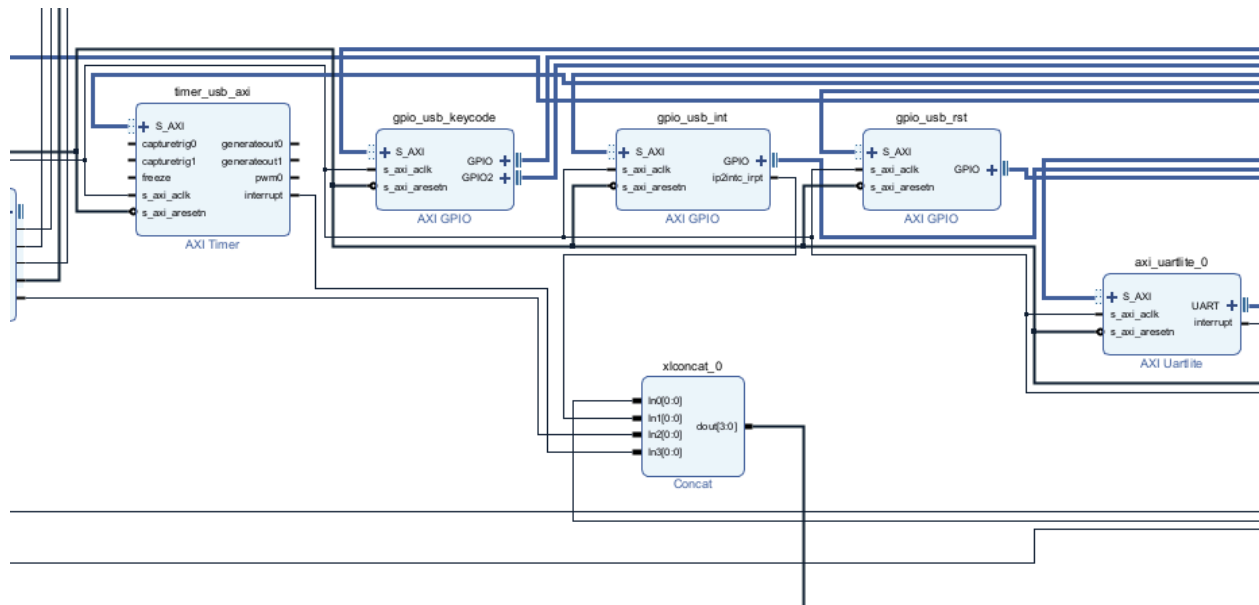 timer_usb_axi
S_AXI
capturetrig0
capturetrig1
freeze
s_axi_aclk
s_axi_aresetn
generateout0
generateout1
pwm0
interrupt
AXI Timer
gpio_usb_keycode
S_AXI
s_axi_aclk
s_axi_aresetn
GPIO
GPIO2
AXI GPIO
gpio_usb_int
S_AXI
s_axi_aclk
s_axi_aresetn
GPIO
ip2intc_irpt
AXI GPIO
gpio_usb_rst
S_AXI
s_axi_aclk
s_axi_aresetn
GPIO
AXI GPIO
axi_uartlite_0
S_AXI
s_axi_aclk
s_axi_aresetn
UART
interrupt
AXI Uartlite
xlconcat_0
In0[0:0]
In1[0:0]
In2[0:0]
In3[0:0]
dout[3:0]
Concat